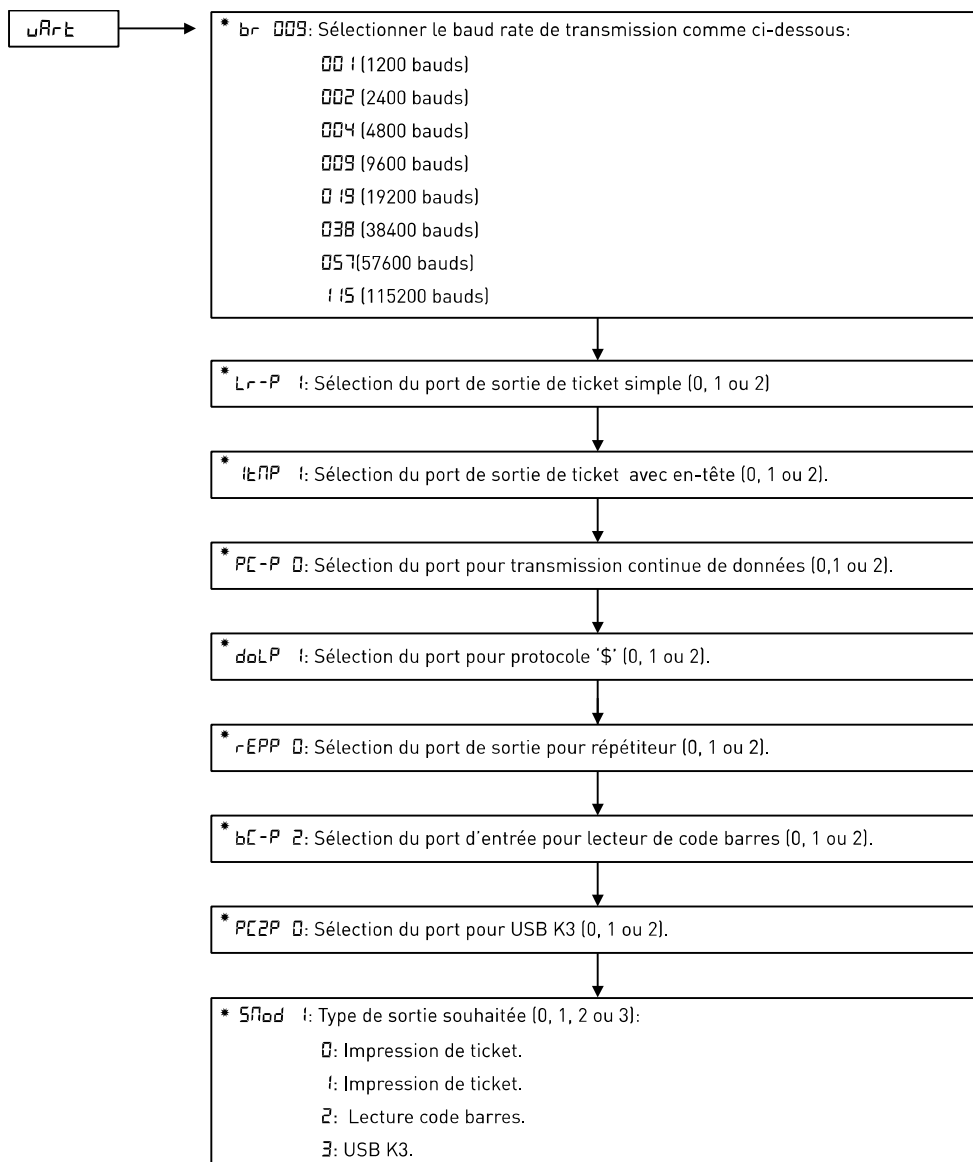 uArt
* br 009: Sélectionner le baud rate de transmission comme ci-dessous:
001 (1200 bauds)
002 (2400 bauds)
004 (4800 bauds)
009 (9600 bauds)
019 (19200 bauds)
038 (38400 bauds)
057(57600 bauds)
115 (115200 bauds)
* Lr-P 1: Sélection du port de sortie de ticket simple (0, 1 ou 2)
* ItMP 1: Sélection du port de sortie de ticket avec en-tête (0, 1 ou 2).
* PC-P 0: Sélection du port pour transmission continue de données (0,1 ou 2).
* doLP 1: Sélection du port pour protocole '$' (0, 1 ou 2).
* rEPP 0: Sélection du port de sortie pour répétiteur (0, 1 ou 2).
* bC-P 2: Sélection du port d'entrée pour lecteur de code barres (0, 1 ou 2).
* PC2P 0: Sélection du port pour USB K3 (0, 1 ou 2).
* SMod 1: Type de sortie souhaitée (0, 1, 2 ou 3):
0: Impression de ticket.
1: Impression de ticket.
2: Lecture code barres.
3: USB K3.